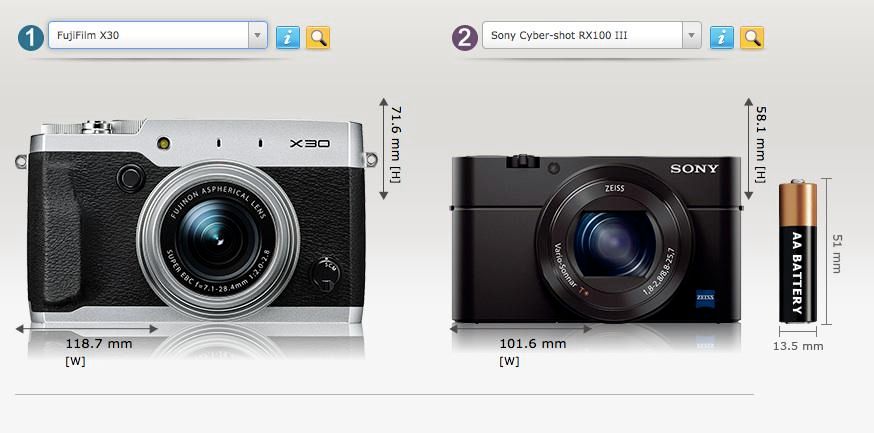 1
FujiFilm X30
i
2
Sony Cyber-shot RX100 III
i
X30
FUJINON ASPHERICAL LENS
SUPER EBC f=7.1-28.4mm 1:2.0-2.8
71.6 mm [H]
118.7 mm
[W]
SONY
ZEISS
Vario-Sonnar T*
1,8-2,8/8,8-25,7
ZEISS
58.1 mm [H]
101.6 mm
[W]
AA BATTERY
51 mm
13.5 mm